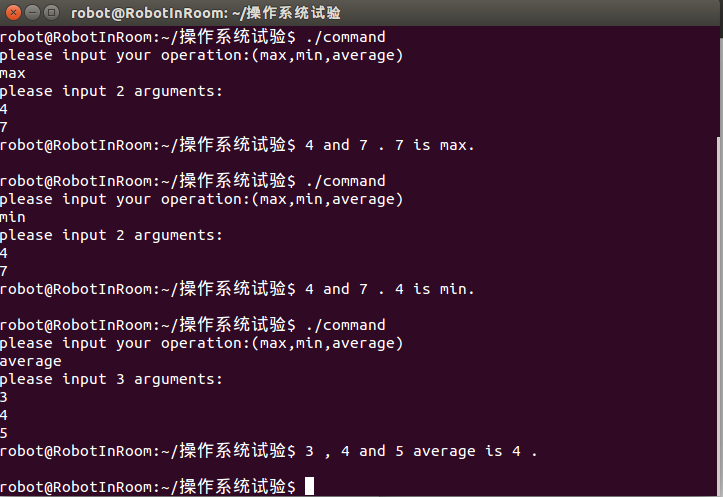 robot@RobotInRoom: ~/操作系统试验
robot@RobotInRoom:~/操作系统试验$ ./command
please input your operation:(max,min,average)
max
please input 2 arguments:
4
7
robot@RobotInRoom:~/操作系统试验$ 4 and 7 . 7 is max.
robot@RobotInRoom:~/操作系统试验$ ./command
please input your operation:(max,min,average)
min
please input 2 arguments:
4
7
robot@RobotInRoom:~/操作系统试验$ 4 and 7 . 4 is min.
robot@RobotInRoom:~/操作系统试验$ ./command
please input your operation:(max,min,average)
average
please input 3 arguments:
3
4
5
robot@RobotInRoom:~/操作系统试验$ 3 , 4 and 5 average is 4 .
robot@RobotInRoom:~/操作系统试验$